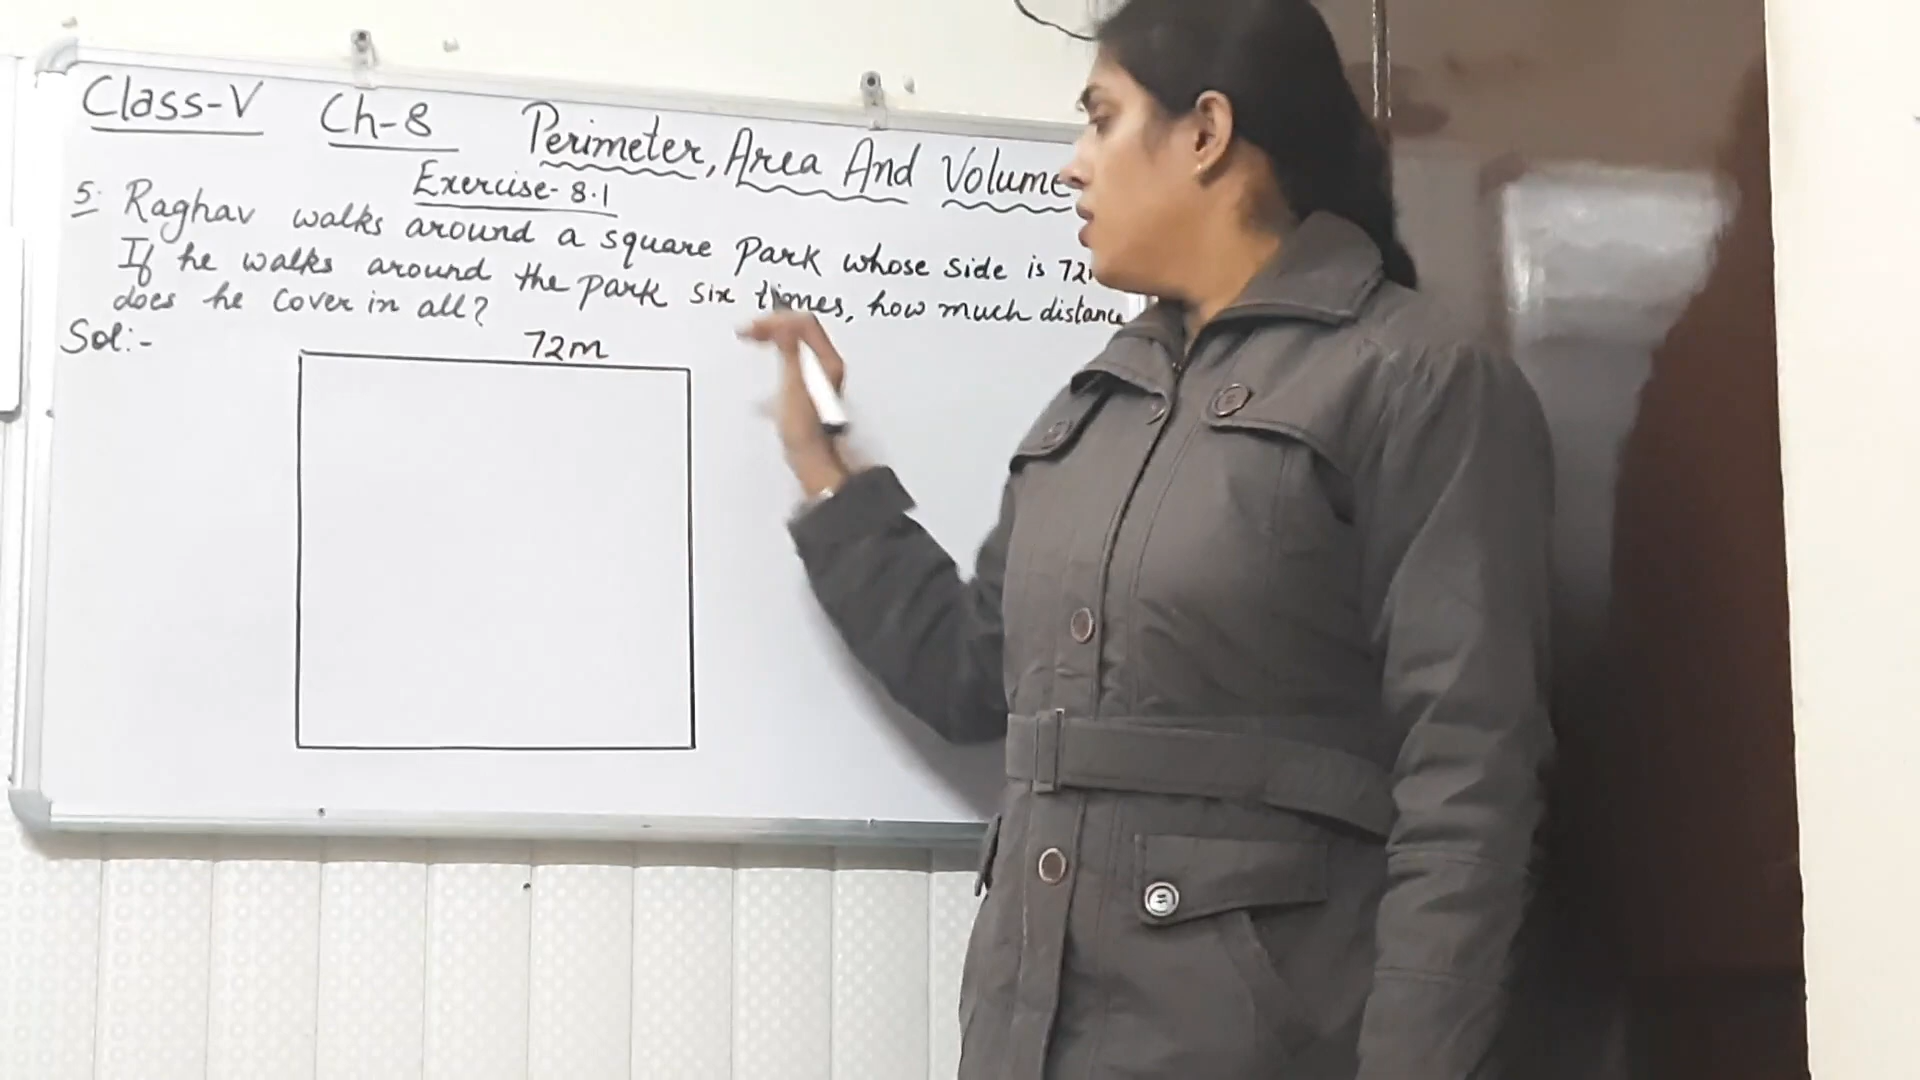 Class-V Ch-8 Perimeter, Area And Volume
Exercise-8.1
5. Raghav walks around a square Park whose side is 72
If he walks around the park six times, how much distance
does he cover in all?
Sol:-
72m